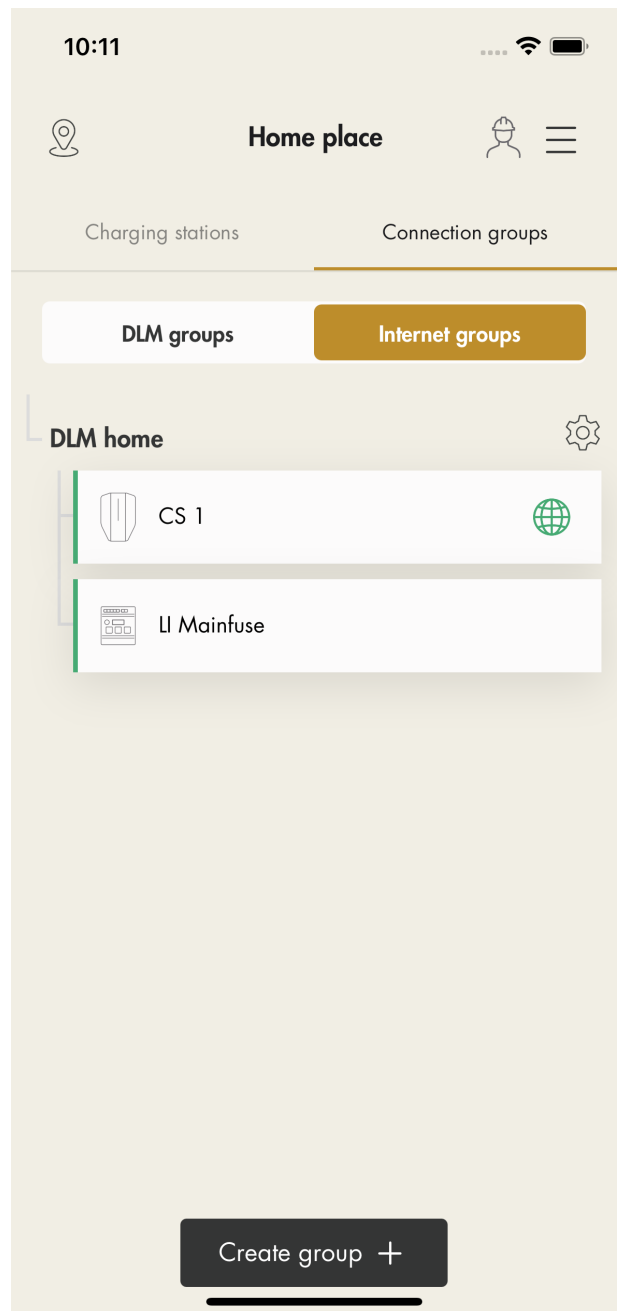 10:11
Home place
Charging stations
Connection groups
DLM groups
Internet groups
DLM home
CS 1
LI Mainfuse
Create group +